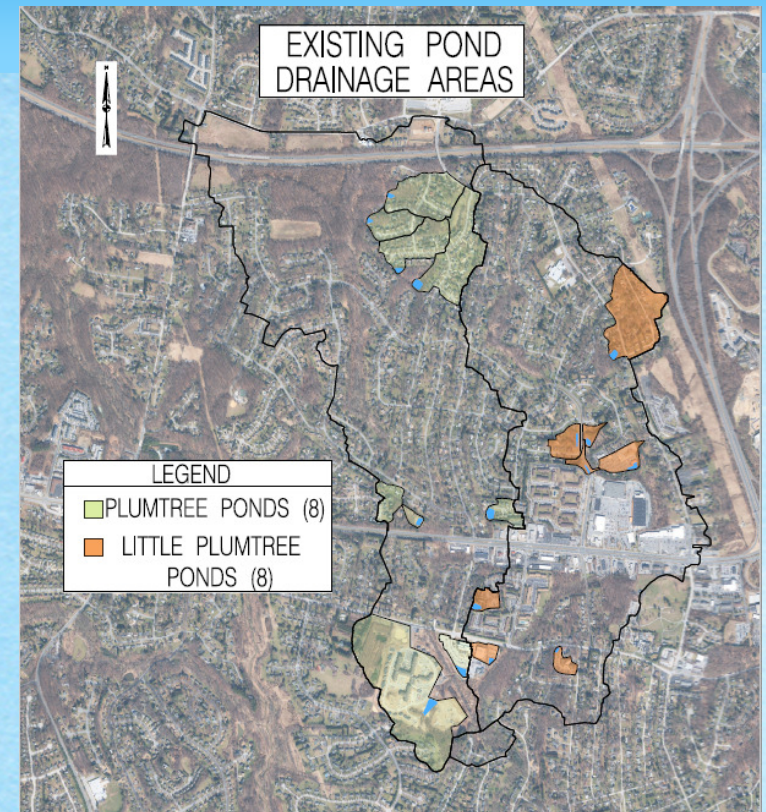 EXISTING POND
DRAINAGE AREAS
N
LEGEND
PLUMTREE PONDS (8)
LITTLE PLUMTREE
PONDS (8)